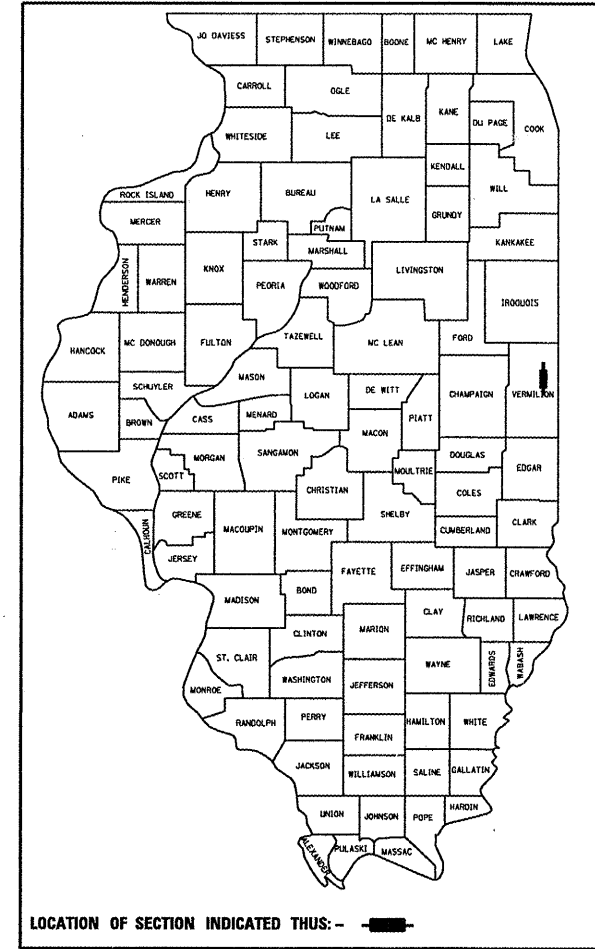 JO DAVIESS
STEPHENSON
WINNEBAGO
BOONE
MC HENRY
LAKE
CARROLL
OGLE
DE KALB
KANE
DU PAGE
COOK
WHITESIDE
LEE
KENDALL
WILL
ROCK ISLAND
HENRY
BUREAU
LA SALLE
GRUNDY
MERCER
PUTNAM
STARK
MARSHALL
KANKAKEE
HENDERSON
WARREN
KNOX
PEORIA
WOODFORD
LIVINGSTON
IROQUOIS
HANCOCK
MC DONOUGH
FULTON
TAZEWELL
MC LEAN
FORD
SCHUYLER
MASON
LOGAN
DE WITT
CHAMPAIGN
VERMILION
ADAMS
BROWN
CASS
MENARD
MACON
PIATT
PIKE
SCOTT
MORGAN
SANGAMON
CHRISTIAN
MOULTRIE
DOUGLAS
EDGAR
COLES
CALHOUN
GREENE
MACOUPIN
MONTGOMERY
SHELBY
CUMBERLAND
CLARK
JERSEY
FAYETTE
EFFINGHAM
JASPER
CRAWFORD
MADISON
BOND
CLAY
RICHLAND
LAWRENCE
CLINTON
MARION
ST. CLAIR
WAYNE
EDWARDS
WABASH
MONROE
WASHINGTON
JEFFERSON
RANDOLPH
PERRY
HAMILTON
WHITE
FRANKLIN
JACKSON
WILLIAMSON
SALINE
GALLATIN
UNION
JOHNSON
POPE
HARDIN
ALEXANDER
PULASKI
MASSAC
LOCATION OF SECTION INDICATED THUS: -